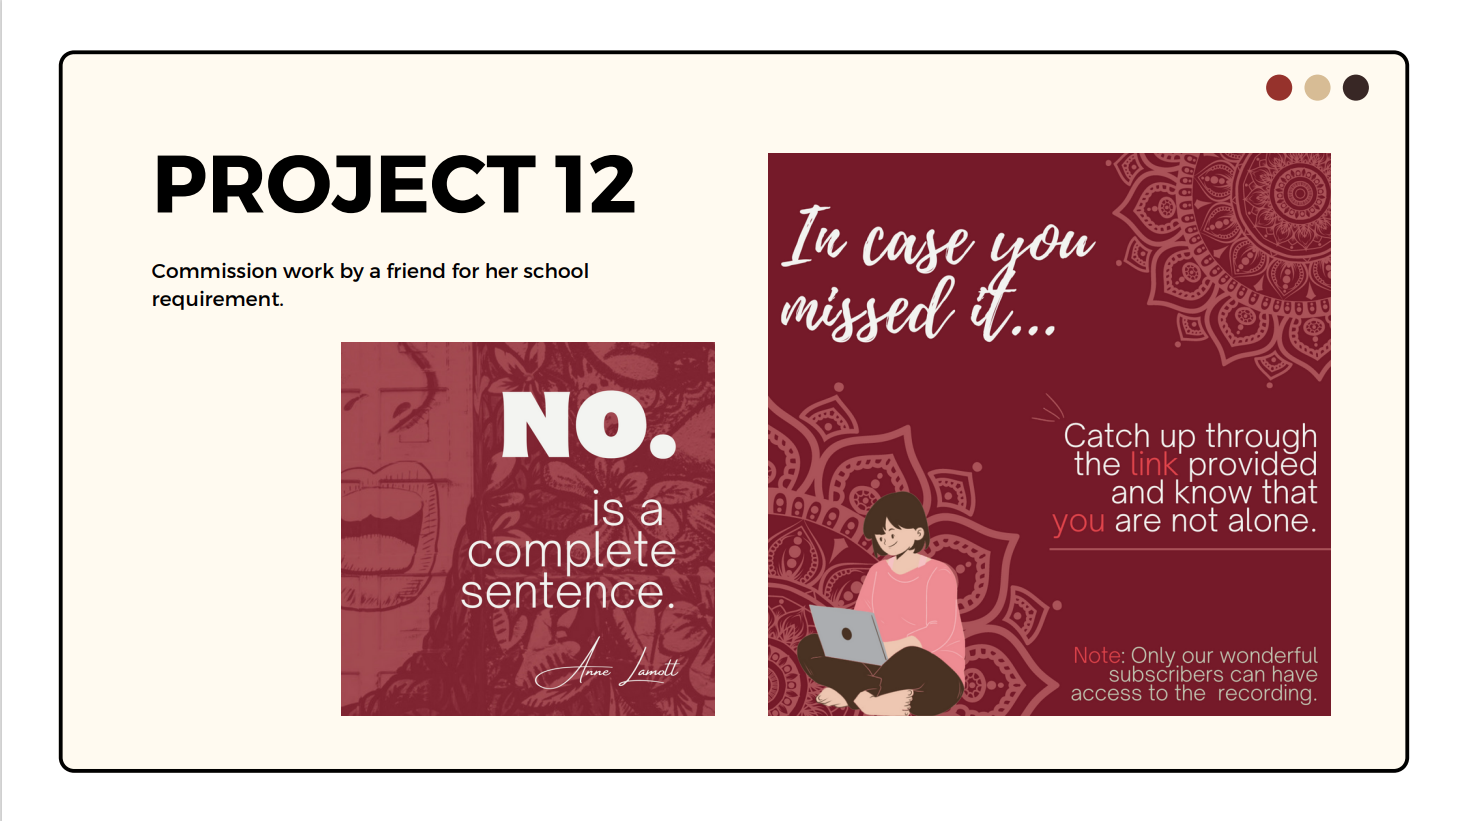 PROJECT 12
Commission work by a friend for her school
requirement.
NO.
is a
complete
sentence.
Anne Lamott
In case you
missed it...
Catch up through
the link provided
and know that
you are not alone.
Note: Only our wonderful
subscribers can have
access to the recording.